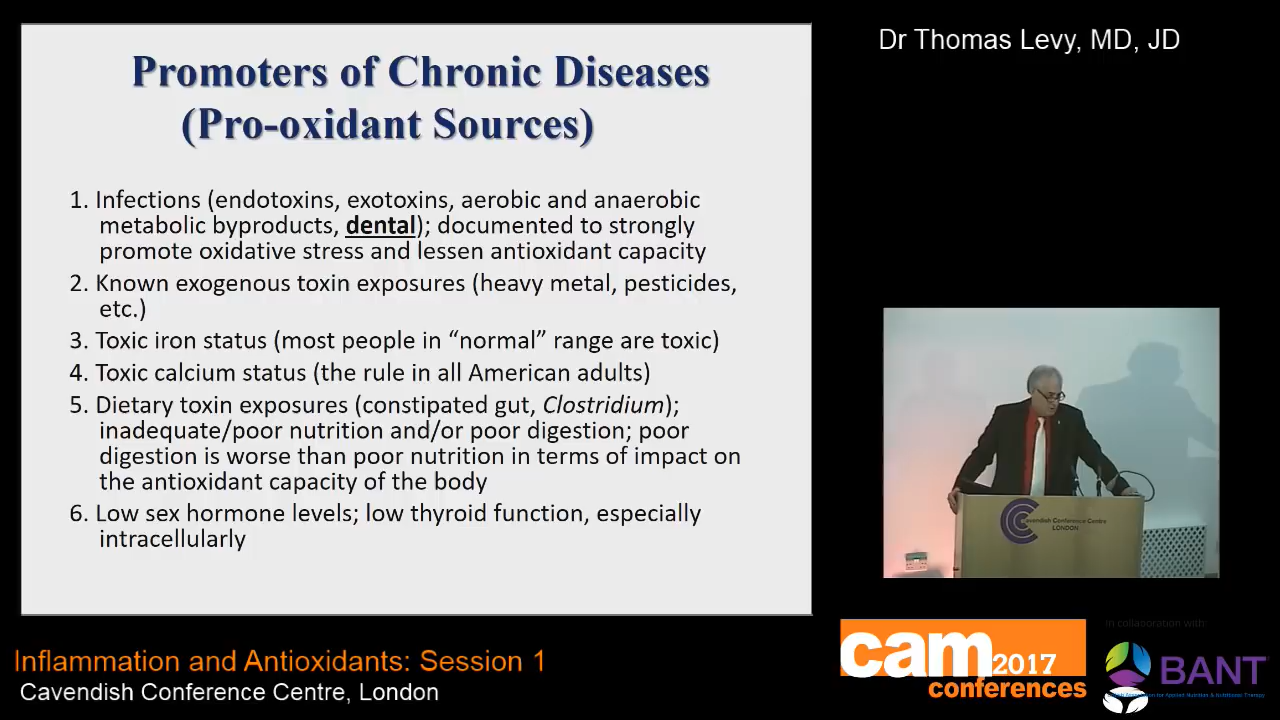 Dr Thomas Levy, MD, JD
Promoters of Chronic Diseases
(Pro-oxidant Sources)
1. Infections (endotoxins, exotoxins, aerobic and anaerobic
metabolic byproducts, dental); documented to strongly
promote oxidative stress and lessen antioxidant capacity
2. Known exogenous toxin exposures (heavy metal, pesticides,
etc.)
3. Toxic iron status (most people in “normal” range are toxic)
4. Toxic calcium status (the rule in all American adults)
5. Dietary toxin exposures (constipated gut, Clostridium);
inadequate/poor nutrition and/or poor digestion; poor
digestion is worse than poor nutrition in terms of impact on
the antioxidant capacity of the body
6. Low sex hormone levels; low thyroid function, especially
intracellularly
Cavendish Conference Centre
LONDON
Inflammation and Antioxidants: Session 1
Cavendish Conference Centre, London
cam 2017
conferences
In collaboration with:
BANT
Association for Applied Nutrition & Nutritional Therapy